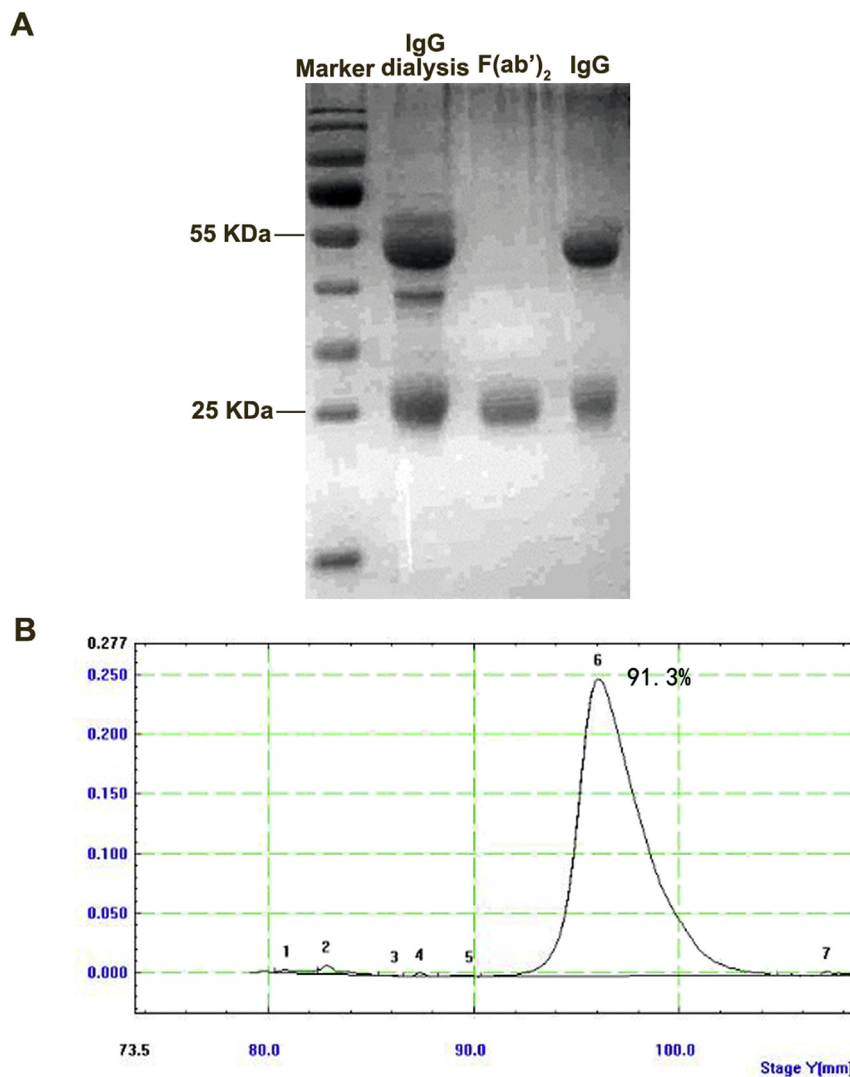 A
IgG
Marker dialysis F(ab')₂ IgG
55 KDa
25 KDa
B
0.277
0.250
0.200
0.150
0.100
0.050
0.000
6
91.3%
1 2 3 4 5 7
73.5 80.0 90.0 100.0
Stage Y[mm]